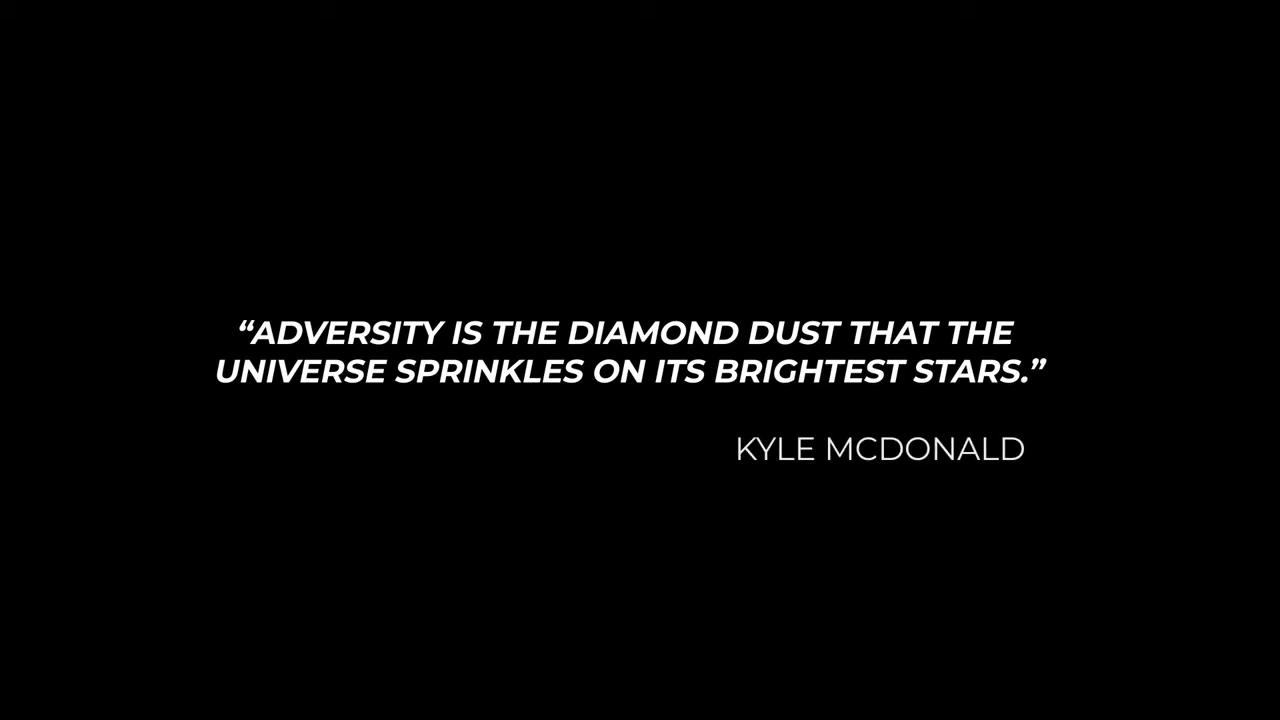 “ADVERSITY IS THE DIAMOND DUST THAT THE
UNIVERSE SPRINKLES ON ITS BRIGHTEST STARS.”
KYLE MCDONALD